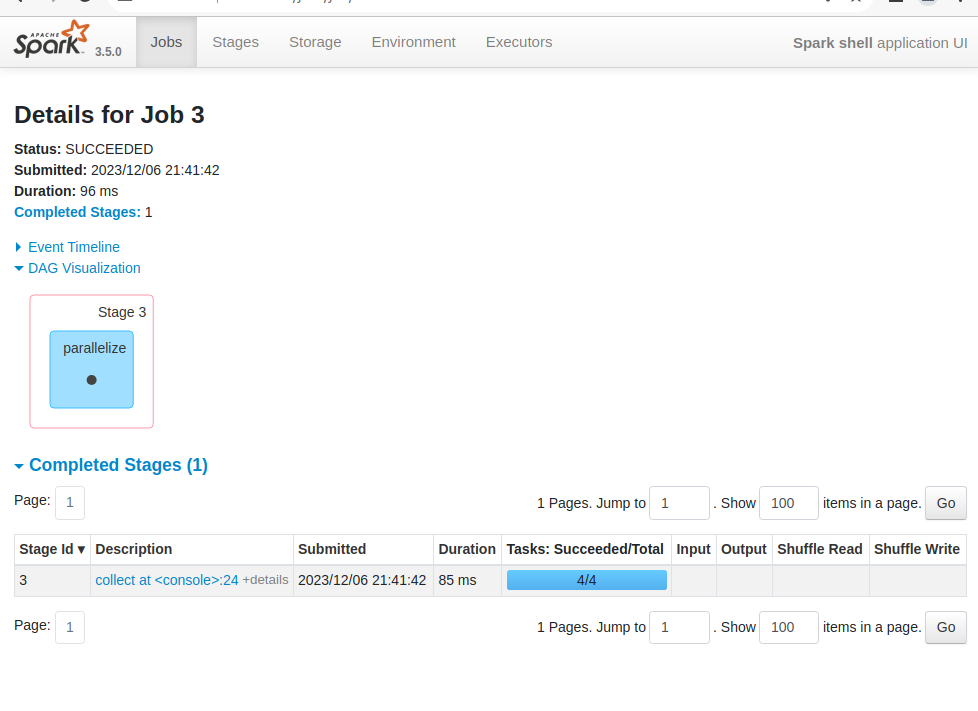 APACHE Spark 3.5.0 Jobs Stages Storage Environment Executors Spark shell application UI
Details for Job 3
Status: SUCCEEDED
Submitted: 2023/12/06 21:41:42
Duration: 96 ms
Completed Stages: 1
Event Timeline
DAG Visualization
Stage 3
parallelize
Completed Stages (1)
Page: 1 1 Pages. Jump to 1 . Show 100 items in a page. Go
Stage Id ▾ Description Submitted Duration Tasks: Succeeded/Total Input Output Shuffle Read Shuffle Write
3 collect at <console>:24 +details 2023/12/06 21:41:42 85 ms 4/4
Page: 1 1 Pages. Jump to 1 . Show 100 items in a page. Go